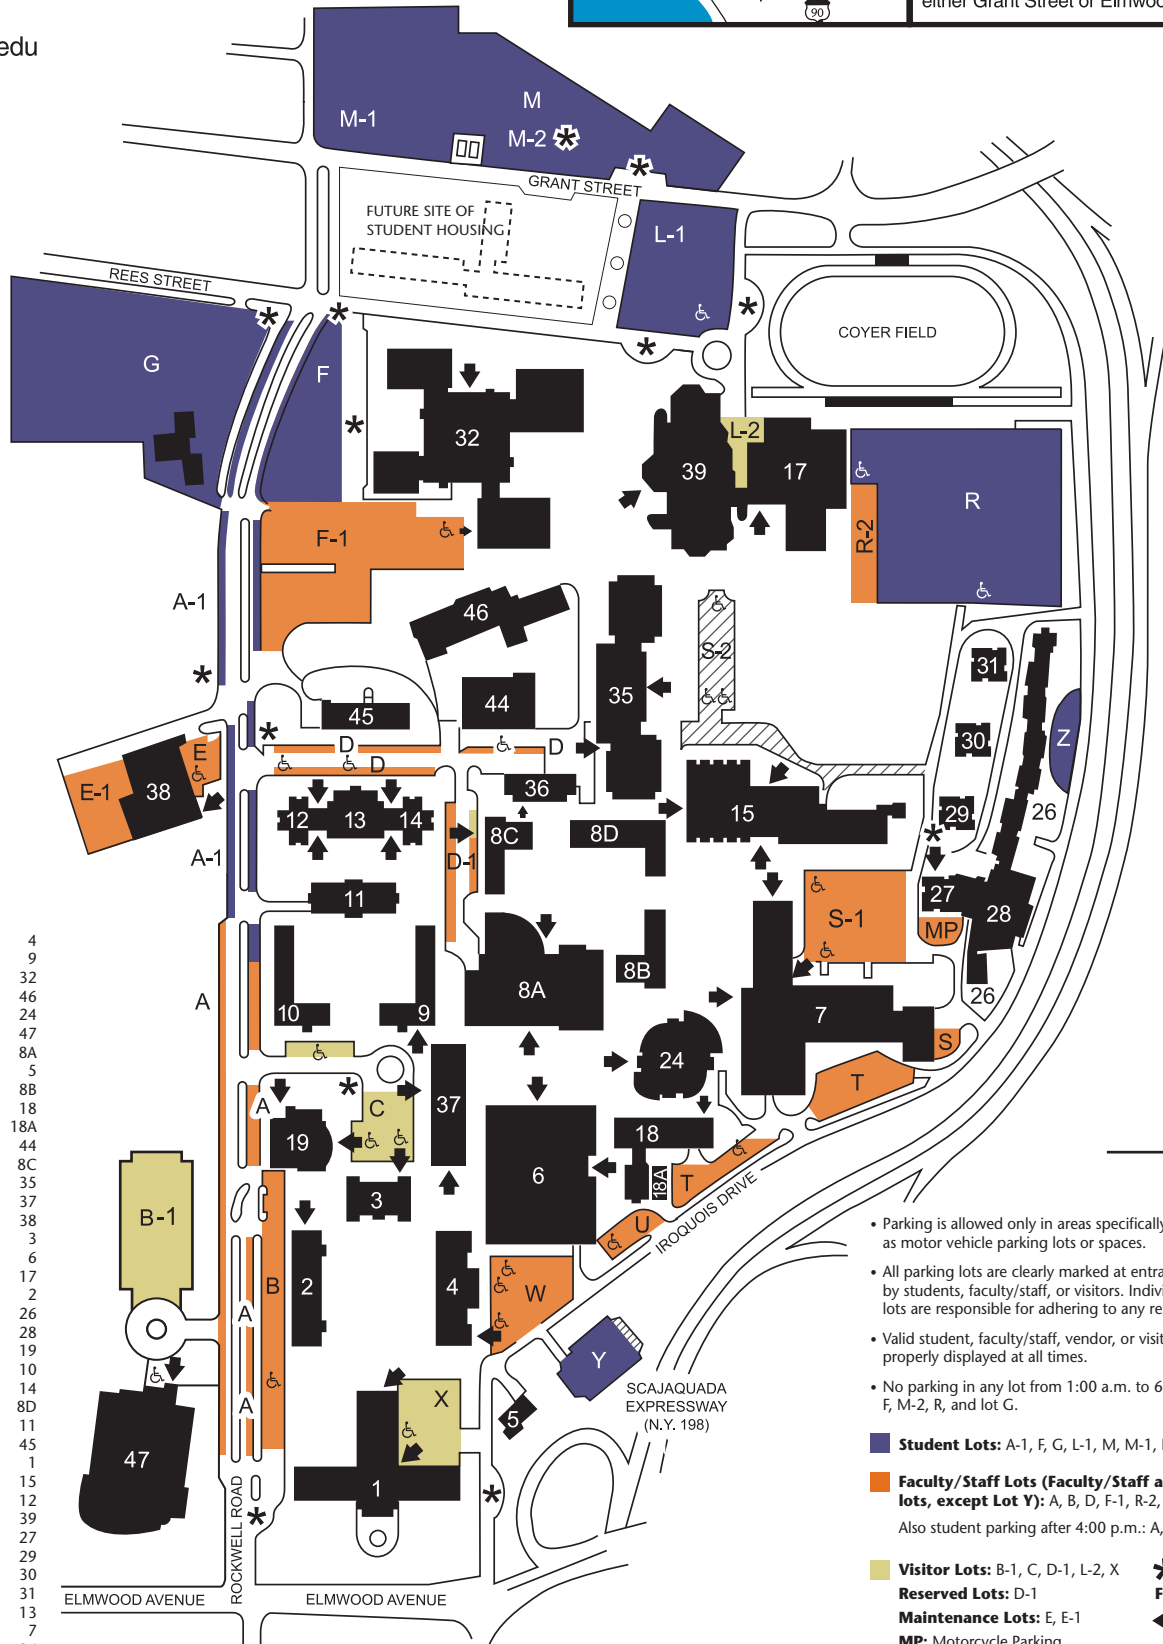 edu
90
either Grant Street or Elmwoo
M
M-1
M-2
GRANT STREET
FUTURE SITE OF
STUDENT HOUSING
L-1
REES STREET
COYER FIELD
G
F
32
L-2
39
17
R
R-2
F-1
A-1
46
S-2
31
35
44
45
30
Z
D
D
E
D
36
E-1
38
12
13
14
15
29
26
8C
8D
A-1
D-1
11
27
28
S-1
MP
8A
8B
26
A
10
9
7
S
24
T
A
C
37
19
18
6
18A
T
3
B-1
U
IROQUOIS DRIVE
B
2
4
W
A
Y
SCAJAQUADA
EXPRESSWAY
(N.Y. 198)
X
A
5
47
1
ROCKWELL ROAD
ELMWOOD AVENUE
ELMWOOD AVENUE
4
9
32
46
24
47
8A
5
8B
18
18A
44
8C
35
37
38
3
6
17
2
26
28
19
10
14
8D
11
45
1
15
12
39
27
29
30
31
13
7
• Parking is allowed only in areas specifically
as motor vehicle parking lots or spaces.
• All parking lots are clearly marked at entra
by students, faculty/staff, or visitors. Indivi
lots are responsible for adhering to any re
• Valid student, faculty/staff, vendor, or visit
properly displayed at all times.
• No parking in any lot from 1:00 a.m. to 6
F, M-2, R, and lot G.
Student Lots: A-1, F, G, L-1, M, M-1,
Faculty/Staff Lots (Faculty/Staff a
lots, except Lot Y): A, B, D, F-1, R-2,
Also student parking after 4:00 p.m.: A,
Visitor Lots: B-1, C, D-1, L-2, X
Reserved Lots: D-1
F
Maintenance Lots: E, E-1
MP: Motorcycle Parking